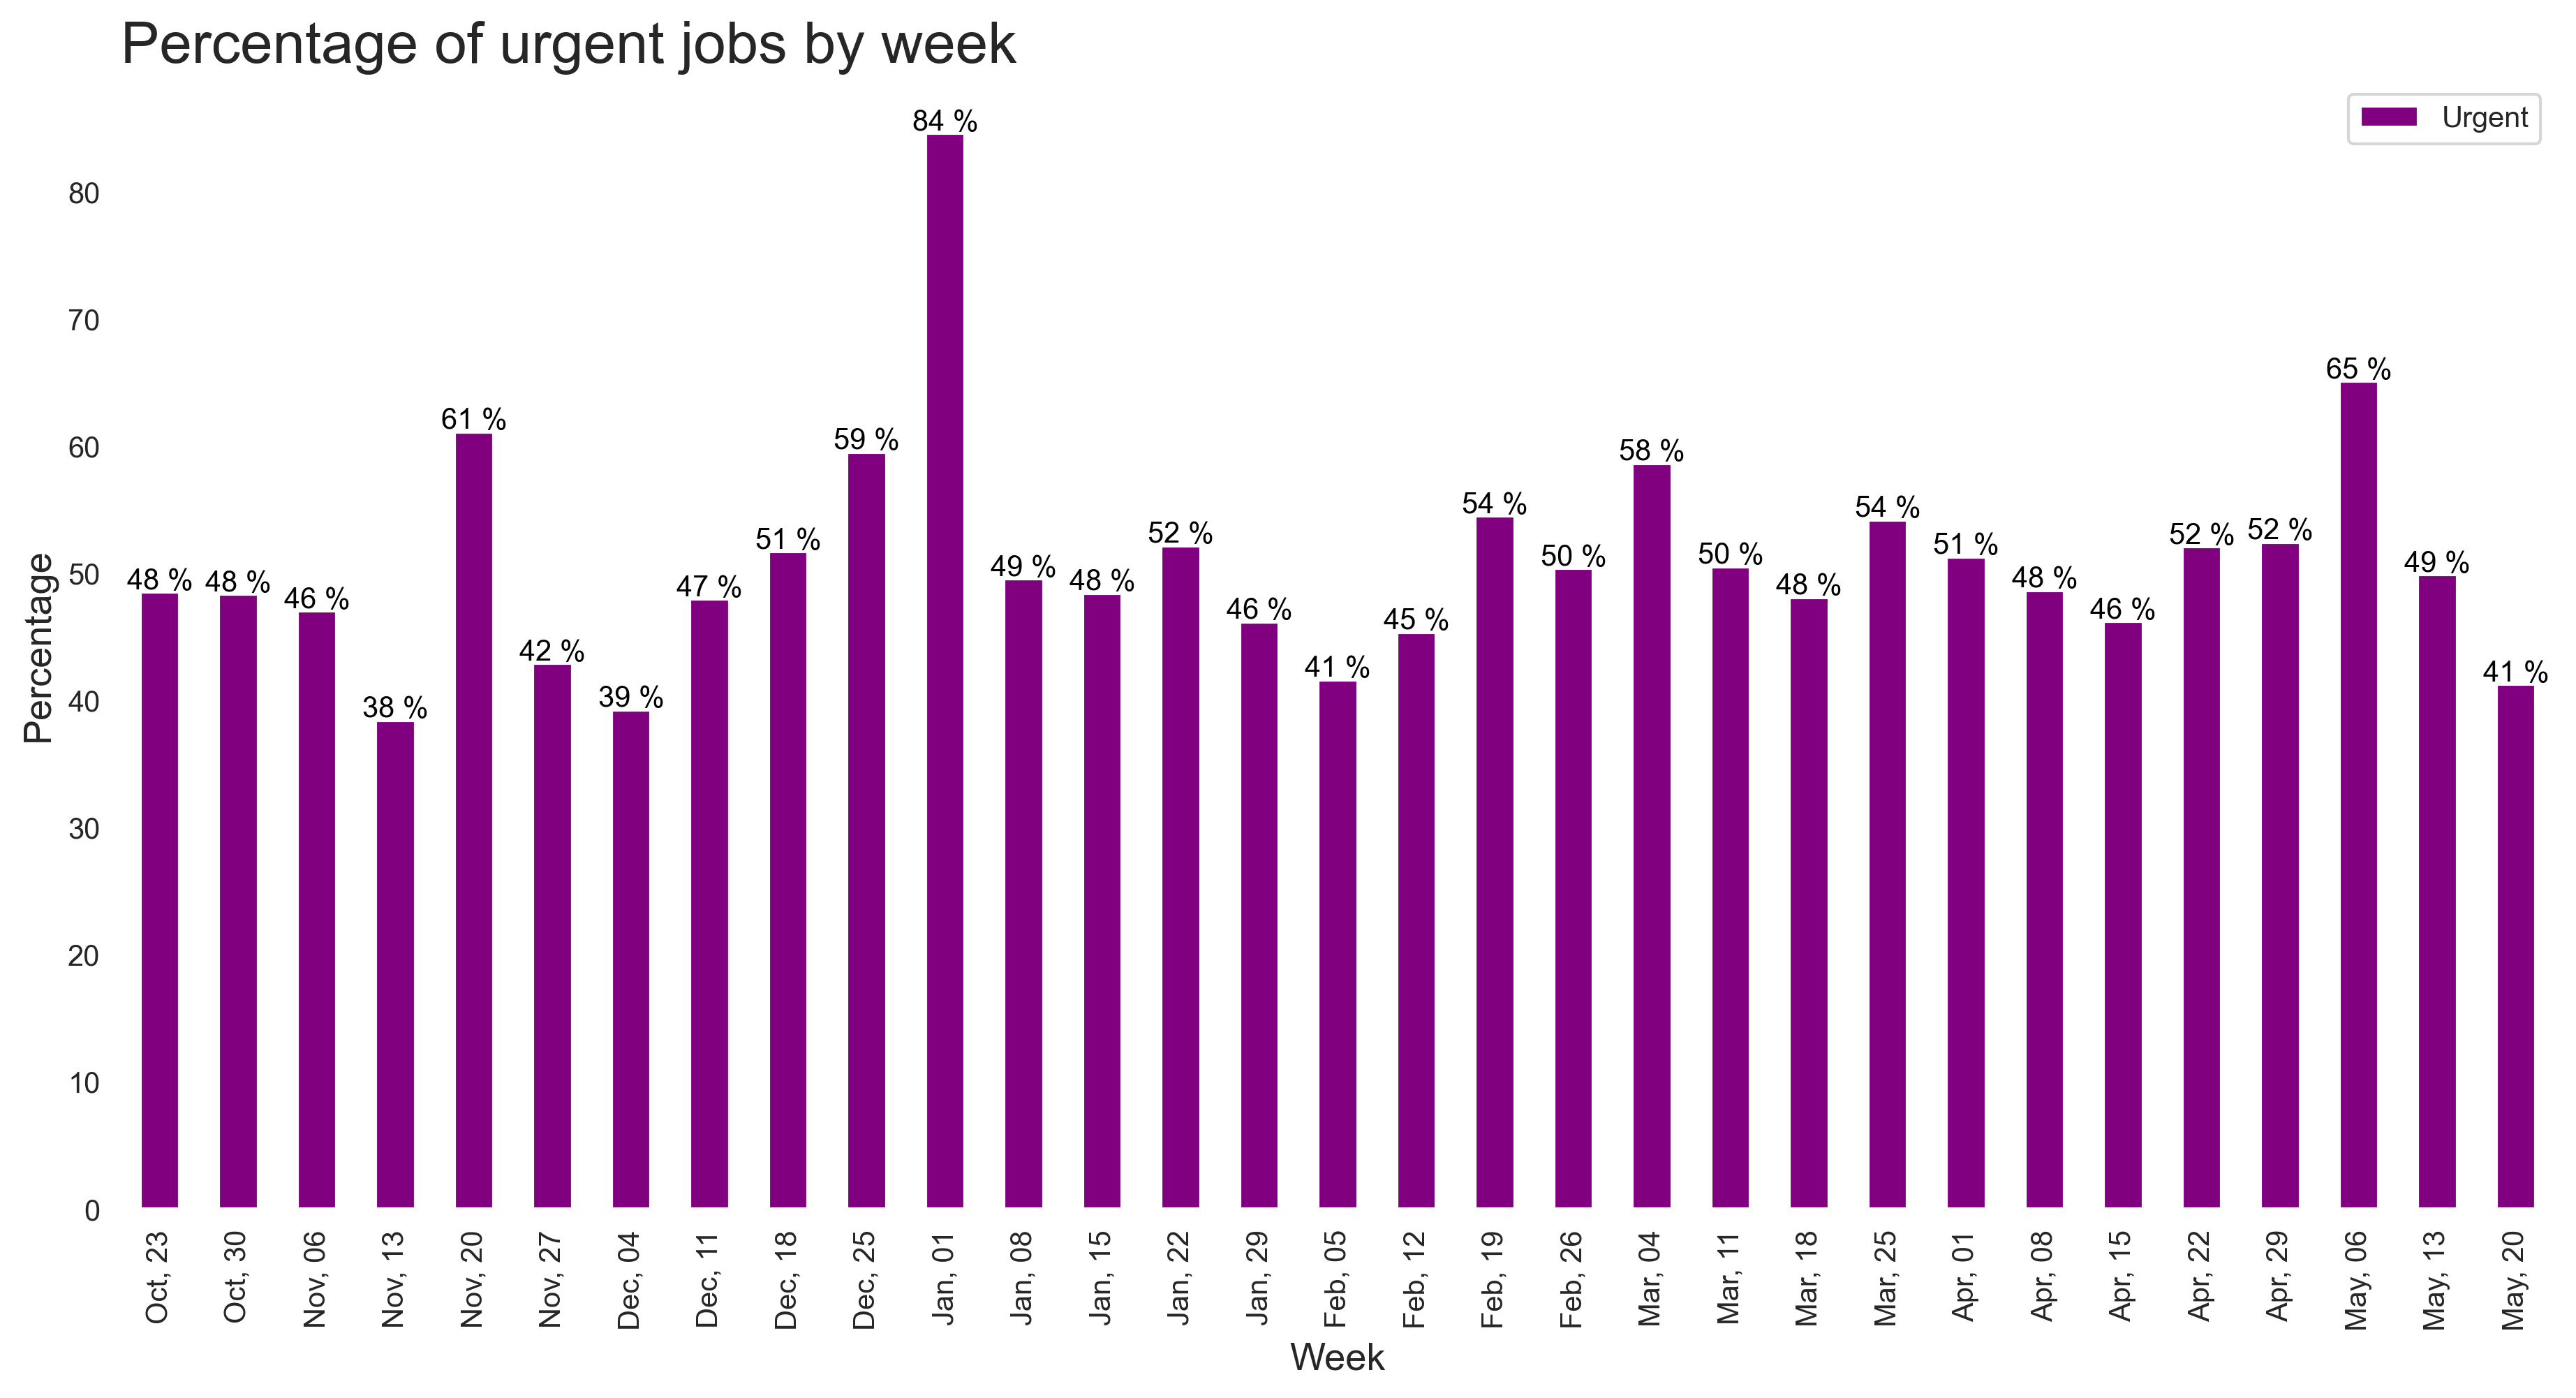 Percentage of urgent jobs by week
Urgent
84 %
80
70
65 %
61 %
60
59 %
58 %
54 %
54 %
52 %
52 %
52 %
51 %
51 %
50 %
50 %
50
49 %
49 %
48 %
48 %
48 %
48 %
48 %
47 %
46 %
46 %
46 %
45 %
42 %
41 %
41 %
40
39 %
38 %
30
20
10
0
Percentage
Oct, 23
Oct, 30
Nov, 06
Nov, 13
Nov, 20
Nov, 27
Dec, 04
Dec, 11
Dec, 18
Dec, 25
Jan, 01
Jan, 08
Jan, 15
Jan, 22
Jan, 29
Feb, 05
Feb, 12
Feb, 19
Feb, 26
Mar, 04
Mar, 11
Mar, 18
Mar, 25
Apr, 01
Apr, 08
Apr, 15
Apr, 22
Apr, 29
May, 06
May, 13
May, 20
Week